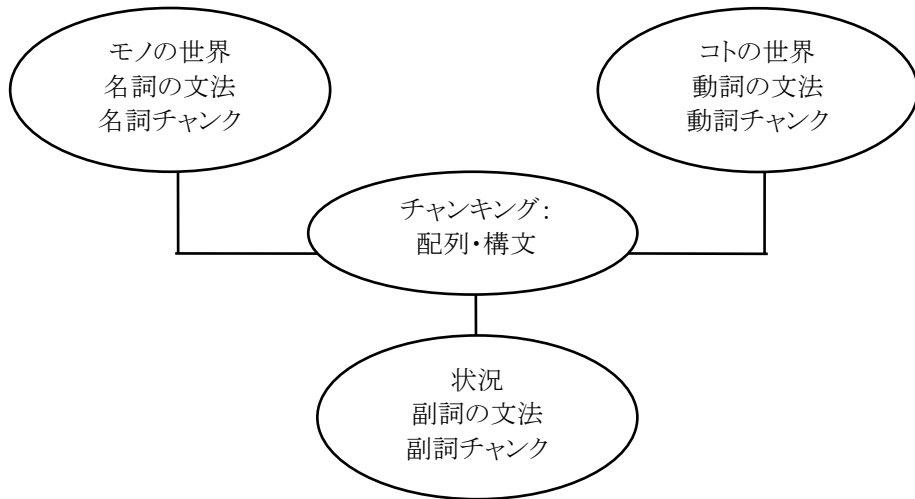 モノの世界
名詞の文法
名詞チャンク
コトの世界
動詞の文法
動詞チャンク
チャンキング:
配列・構文
状況
副詞の文法
副詞チャンク